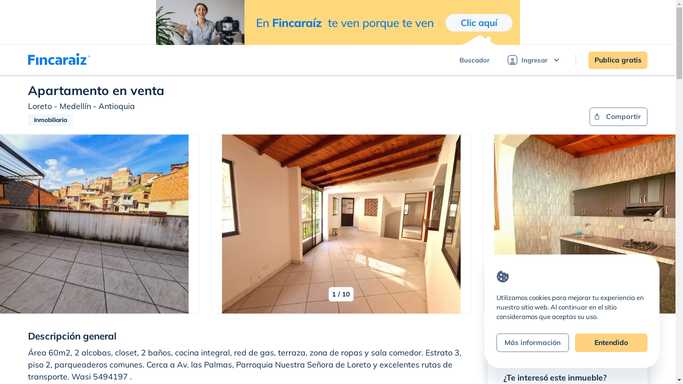 En Fincaraíz te ven porque te ven
Clic aquí
Fincaraíz
Buscador
Ingresar
Publica gratis
Apartamento en venta
Loreto - Medellín - Antioquia
Inmobiliaria
Compartir
1 / 10
Descripción general
Área 60m2, 2 alcobas, closet, 2 baños, cocina integral, red de gas, terraza, zona de ropas y sala comedor. Estrato 3,
piso 2, parqueaderos comunes. Cerca a Av. las Palmas, Parroquia Nuestra Señora de Loreto y excelentes rutas de
transporte. Wasi 5494197 .
Utilizamos cookies para mejorar tu experiencia en
nuestro sitio web. Al continuar en el sitio
consideramos que aceptas su uso.
Más información
Entendido
¿Te interesó este inmueble?